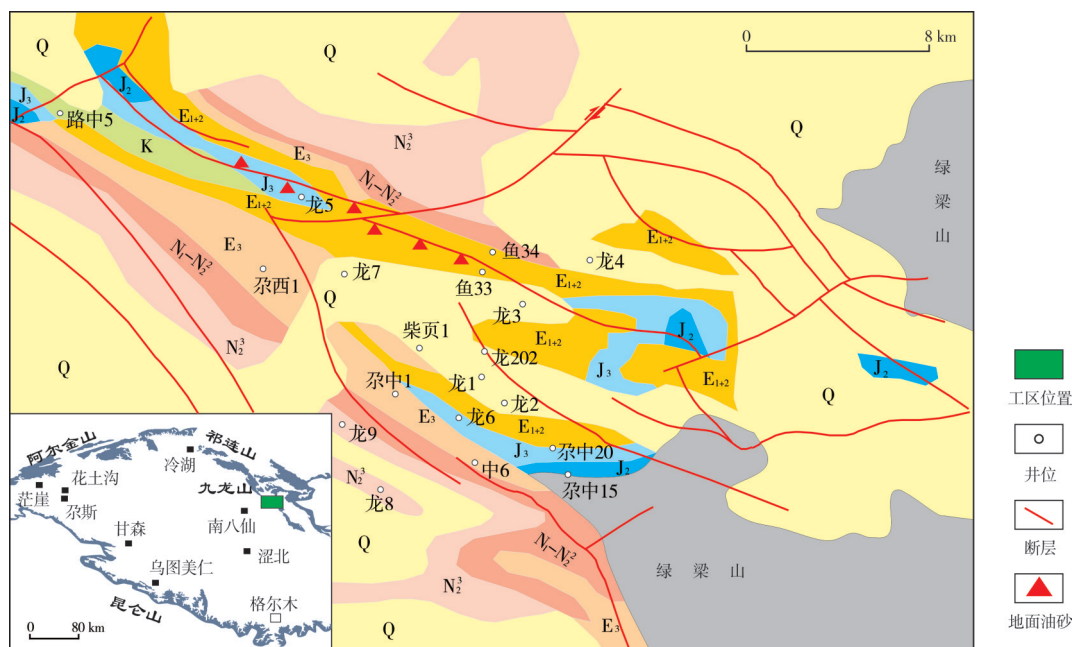 Q
Q
0 8 km
J₂
J₃
J₂
路中5
E₁₊₂
N₂³
Q
K
E₃
绿梁山
J₃
龙5
N₁-N₂²
E₁₊₂
E₁₊₂
E₃
鱼34
龙4
N₁-N₂²
尕西1
龙7
鱼33
E₁₊₂
Q
龙3
柴页1
E₁₊₂
J₂
N₂³
龙202
J₃
E₁₊₂
J₂
Q
龙1
Q
尕中1
龙2
E₃
龙6
E₁₊₂
龙9
J₃
尕中20
中6
J₂
N₂³
尕中15
龙8
N₁-N₂²
Q
绿梁山
N₂³
E₃
Q
阿尔金山
祁连山
冷湖
花土沟
九龙山
茫崖
尕斯
南八仙
甘森
涩北
乌图美仁
昆仑山
格尔木
0 80 km
工区位置
井位
断层
地面油砂